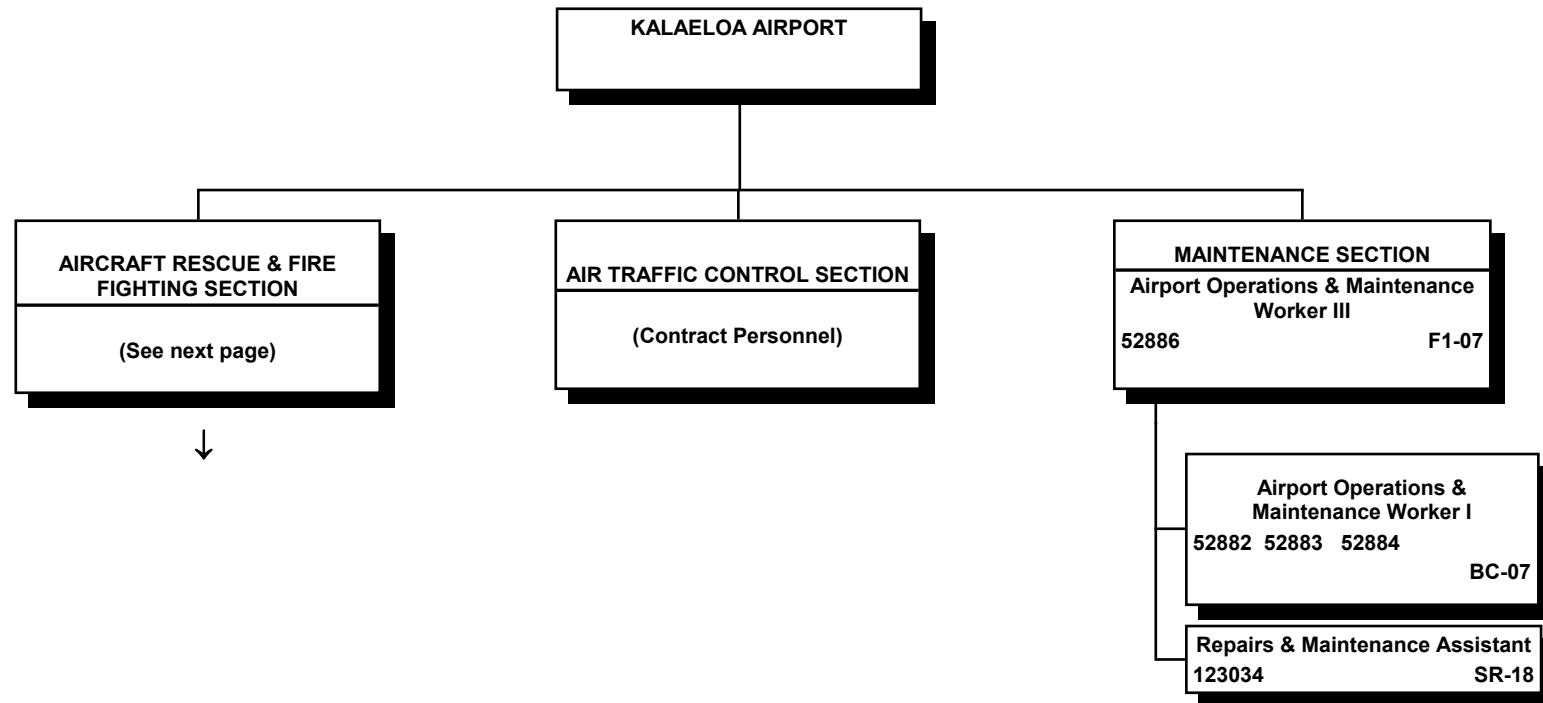 KALAELOA AIRPORT
AIRCRAFT RESCUE & FIRE
FIGHTING SECTION
(See next page)
↓
AIR TRAFFIC CONTROL SECTION
(Contract Personnel)
MAINTENANCE SECTION
Airport Operations & Maintenance
Worker III
52886 F1-07
Airport Operations &
Maintenance Worker I
52882 52883 52884
BC-07
Repairs & Maintenance Assistant
123034 SR-18